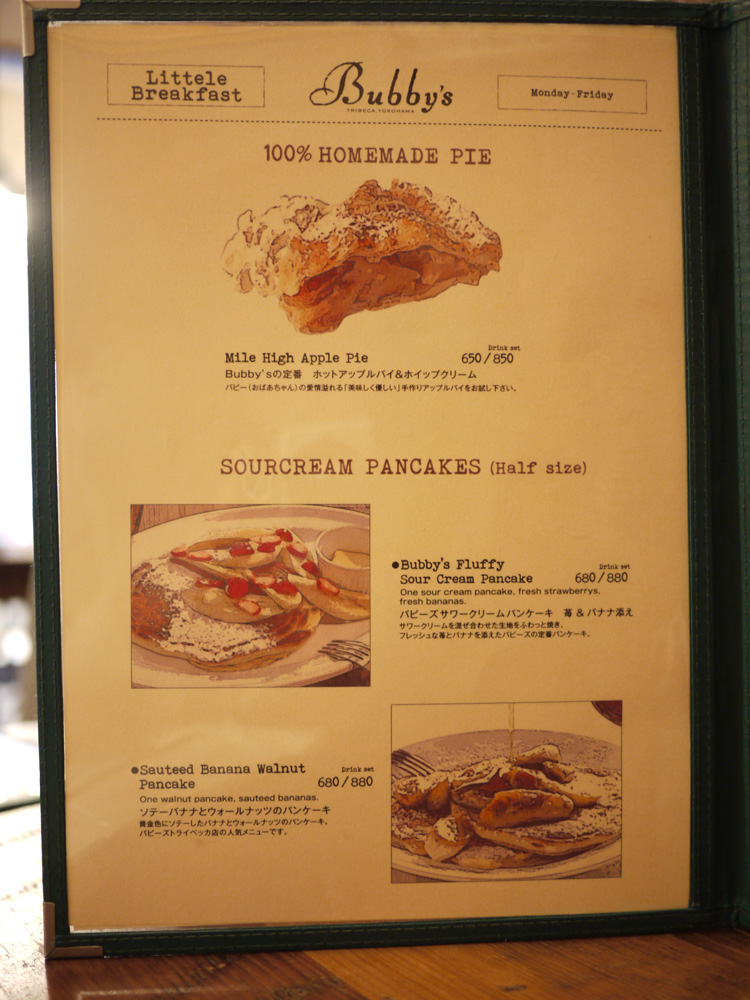 Littele
Breakfast
Bubby's
TRIBECA, YOKOHAMA
Monday-Friday
100% HOMEMADE PIE
Drink set
Mile High Apple Pie 650/850
Bubby'sの定番 ホットアップルパイ&ホイップクリーム
バビー(おばあちゃん)の愛情溢れる「美味しく優しい」手作りアップルパイをお試し下さい。
SOURCREAM PANCAKES (Half size)
●Bubby's Fluffy
Drink set
Sour Cream Pancake 680/880
One sour cream pancake, fresh strawberrys,
fresh bananas.
バビーズサワークリームパンケーキ 苺 & バナナ添え
サワークリームを混ぜ合わせた生地をふわっと焼き、
フレッシュな苺とバナナを添えたバビーズの定番パンケーキ。
●Sauteed Banana Walnut
Drink set
Pancake 680/880
One walnut pancake, sauteed bananas.
ソテーバナナとウォールナッツのパンケーキ
黄金色にソテーしたバナナとウォールナッツのパンケーキ。
バビーズトライベッカ店の人気メニューです。